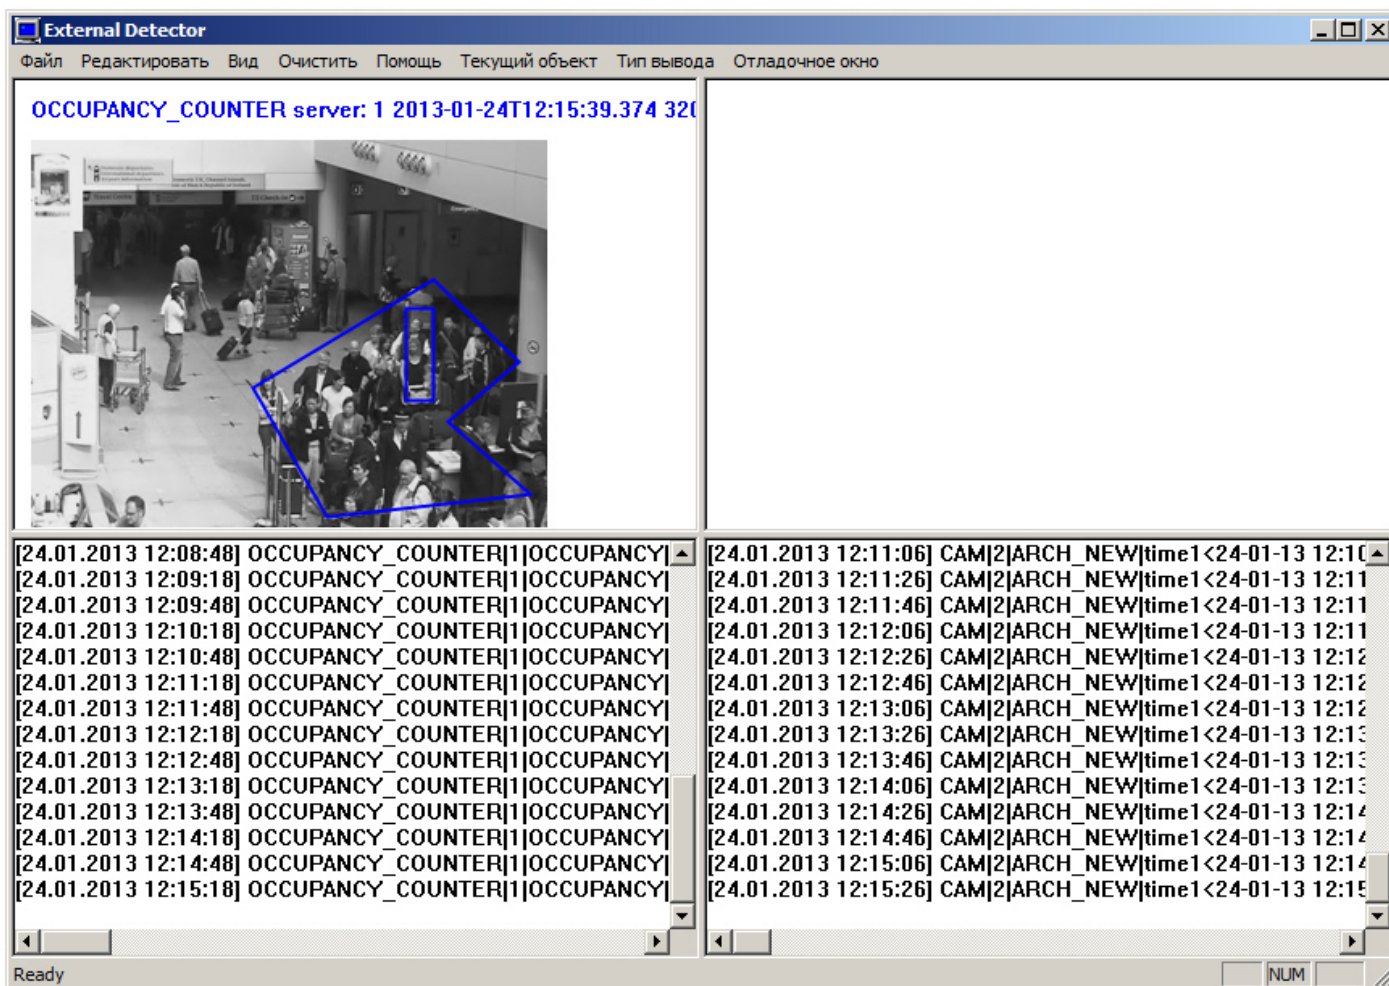 External Detector
Файл Редактировать Вид Очистить Помощь Текущий объект Тип вывода Отладочное окно
OCCUPANCY_COUNTER server: 1 2013-01-24T12:15:39.374 320
[24.01.2013 12:08:48] OCCUPANCY_COUNTER|1|OCCUPANCY|
[24.01.2013 12:09:18] OCCUPANCY_COUNTER|1|OCCUPANCY|
[24.01.2013 12:09:48] OCCUPANCY_COUNTER|1|OCCUPANCY|
[24.01.2013 12:10:18] OCCUPANCY_COUNTER|1|OCCUPANCY|
[24.01.2013 12:10:48] OCCUPANCY_COUNTER|1|OCCUPANCY|
[24.01.2013 12:11:18] OCCUPANCY_COUNTER|1|OCCUPANCY|
[24.01.2013 12:11:48] OCCUPANCY_COUNTER|1|OCCUPANCY|
[24.01.2013 12:12:18] OCCUPANCY_COUNTER|1|OCCUPANCY|
[24.01.2013 12:12:48] OCCUPANCY_COUNTER|1|OCCUPANCY|
[24.01.2013 12:13:18] OCCUPANCY_COUNTER|1|OCCUPANCY|
[24.01.2013 12:13:48] OCCUPANCY_COUNTER|1|OCCUPANCY|
[24.01.2013 12:14:18] OCCUPANCY_COUNTER|1|OCCUPANCY|
[24.01.2013 12:14:48] OCCUPANCY_COUNTER|1|OCCUPANCY|
[24.01.2013 12:15:18] OCCUPANCY_COUNTER|1|OCCUPANCY|
[24.01.2013 12:11:06] CAM|2|ARCH_NEW|time1<24-01-13 12:10
[24.01.2013 12:11:26] CAM|2|ARCH_NEW|time1<24-01-13 12:11
[24.01.2013 12:11:46] CAM|2|ARCH_NEW|time1<24-01-13 12:11
[24.01.2013 12:12:06] CAM|2|ARCH_NEW|time1<24-01-13 12:11
[24.01.2013 12:12:26] CAM|2|ARCH_NEW|time1<24-01-13 12:12
[24.01.2013 12:12:46] CAM|2|ARCH_NEW|time1<24-01-13 12:12
[24.01.2013 12:13:06] CAM|2|ARCH_NEW|time1<24-01-13 12:12
[24.01.2013 12:13:26] CAM|2|ARCH_NEW|time1<24-01-13 12:13
[24.01.2013 12:13:46] CAM|2|ARCH_NEW|time1<24-01-13 12:13
[24.01.2013 12:14:06] CAM|2|ARCH_NEW|time1<24-01-13 12:13
[24.01.2013 12:14:26] CAM|2|ARCH_NEW|time1<24-01-13 12:14
[24.01.2013 12:14:46] CAM|2|ARCH_NEW|time1<24-01-13 12:14
[24.01.2013 12:15:06] CAM|2|ARCH_NEW|time1<24-01-13 12:14
[24.01.2013 12:15:26] CAM|2|ARCH_NEW|time1<24-01-13 12:15
Ready
NUM